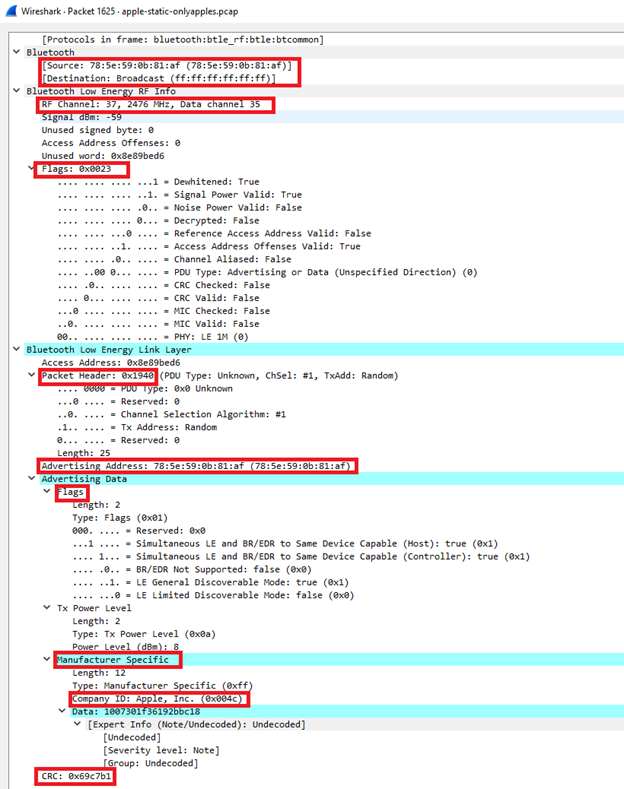 Wireshark · Packet 1625 · apple-static-onlyapples.pcap
[Protocols in frame: bluetooth:btle_rf:btle:btcommon]
Bluetooth
[Source: 78:5e:59:0b:81:af (78:5e:59:0b:81:af)]
[Destination: Broadcast (ff:ff:ff:ff:ff:ff)]
Bluetooth Low Energy RF Info
RF Channel: 37, 2476 MHz, Data channel 35
Signal dBm: -59
Unused signed byte: 0
Access Address Offenses: 0
Unused word: 0x8e89bed6
Flags: 0x0023
.... .... .... ...1 = Dewhitened: True
.... .... .... ..1. = Signal Power Valid: True
.... .... .... .0.. = Noise Power Valid: False
.... .... .... 0... = Decrypted: False
.... .... ...0 .... = Reference Access Address Valid: False
.... .... ..1. .... = Access Address Offenses Valid: True
.... .... .0.. .... = Channel Aliased: False
.... ..00 0... .... = PDU Type: Advertising or Data (Unspecified Direction) (0)
.... .0.. .... .... = CRC Checked: False
.... 0... .... .... = CRC Valid: False
...0 .... .... .... = MIC Checked: False
..0. .... .... .... = MIC Valid: False
00.. .... .... .... = PHY: LE 1M (0)
Bluetooth Low Energy Link Layer
Access Address: 0x8e89bed6
Packet Header: 0x1940 (PDU Type: Unknown, ChSel: #1, TxAdd: Random)
.... 0000 = PDU Type: 0x0 Unknown
...0 .... = Reserved: 0
..0. .... = Channel Selection Algorithm: #1
.1.. .... = Tx Address: Random
0... .... = Reserved: 0
Length: 25
Advertising Address: 78:5e:59:0b:81:af (78:5e:59:0b:81:af)
Advertising Data
Flags
Length: 2
Type: Flags (0x01)
000. .... = Reserved: 0x0
...1 .... = Simultaneous LE and BR/EDR to Same Device Capable (Host): true (0x1)
.... 1... = Simultaneous LE and BR/EDR to Same Device Capable (Controller): true (0x1)
.... .0.. = BR/EDR Not Supported: false (0x0)
.... ..1. = LE General Discoverable Mode: true (0x1)
.... ...0 = LE Limited Discoverable Mode: false (0x0)
Tx Power Level
Length: 2
Type: Tx Power Level (0x0a)
Power Level (dBm): 8
Manufacturer Specific
Length: 12
Type: Manufacturer Specific (0xff)
Company ID: Apple, Inc. (0x004c)
Data: 1007301f36192bbc18
[Expert Info (Note/Undecoded): Undecoded]
[Undecoded]
[Severity level: Note]
[Group: Undecoded]
CRC: 0x69c7b1